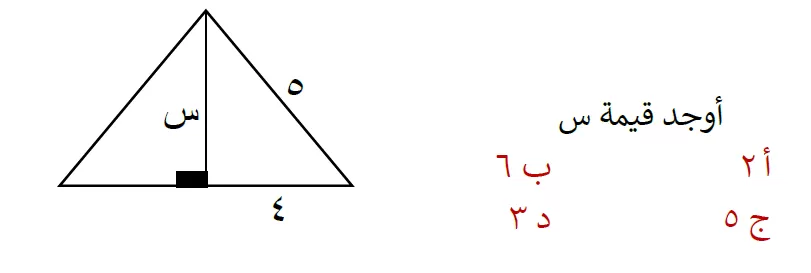 ٥
س
٤
أوجد قيمة س
أ ٢ ب ٦
ج ٥ د ٣